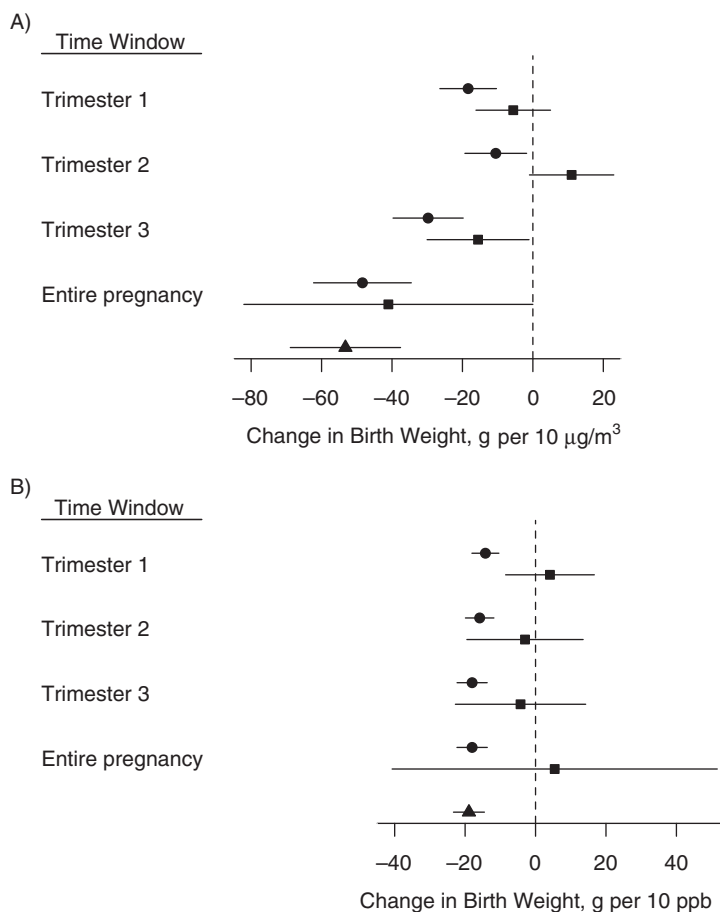 A)
Time Window
Trimester 1
Trimester 2
Trimester 3
Entire pregnancy
−80 −60 −40 −20 0 20
Change in Birth Weight, g per 10 μg/m³
B)
Time Window
Trimester 1
Trimester 2
Trimester 3
Entire pregnancy
−40 −20 0 20 40
Change in Birth Weight, g per 10 ppb